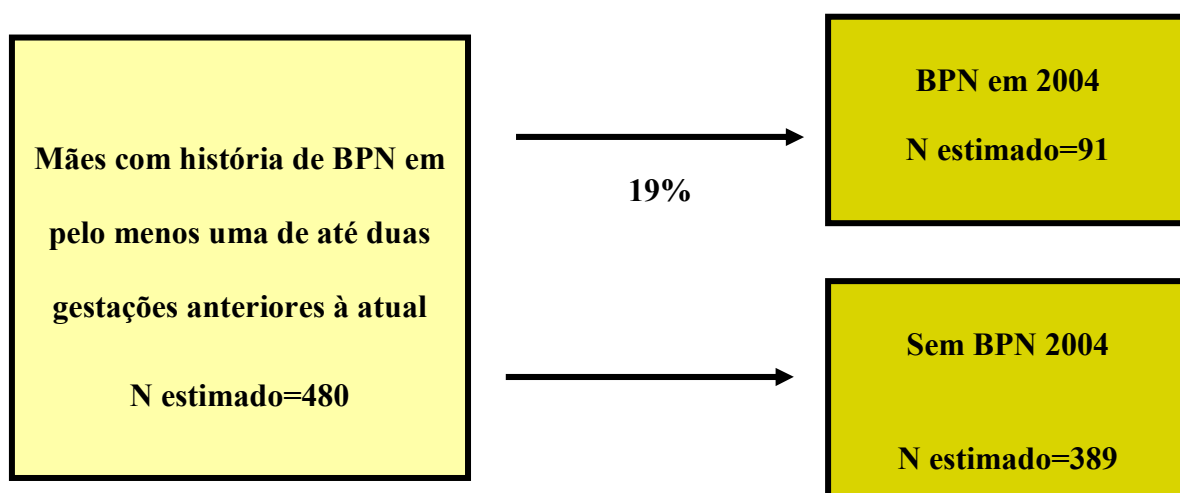 Mães com história de BPN em
pelo menos uma de até duas
gestações anteriores à atual
N estimado=480
19%
BPN em 2004
N estimado=91
Sem BPN 2004
N estimado=389